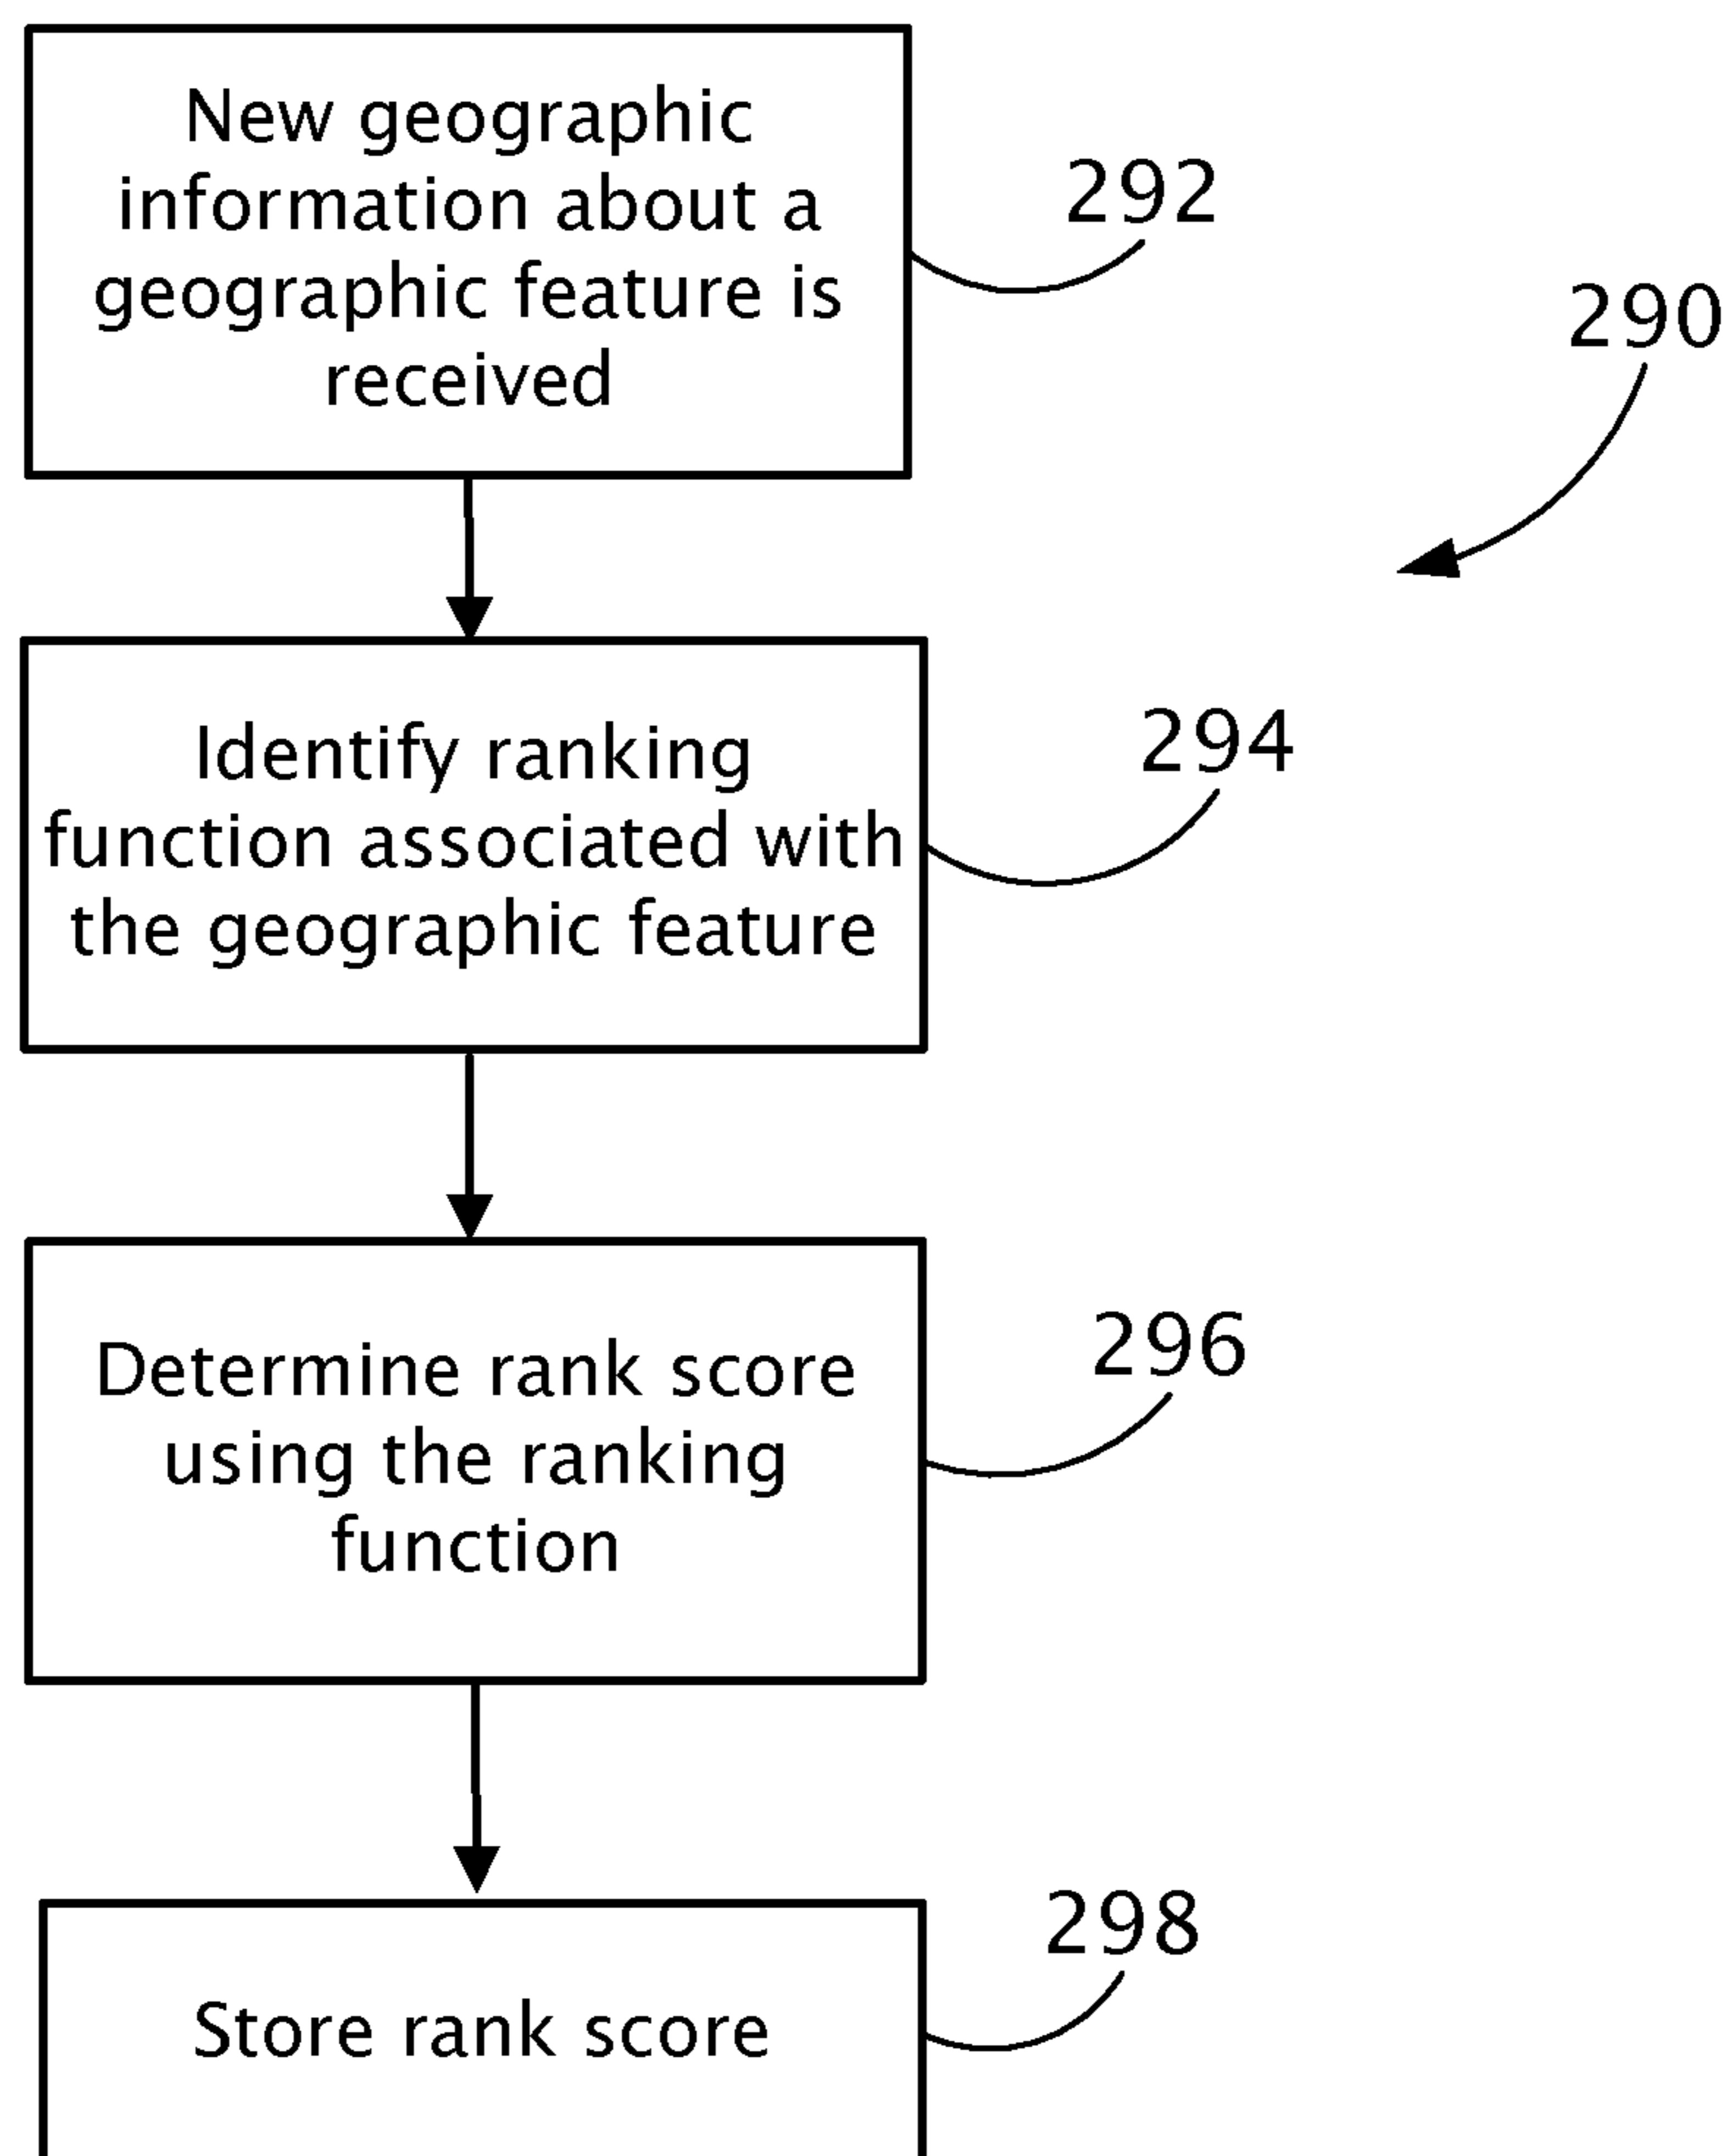 New geographic
information about a
geographic feature is
received
292
290
Identify ranking
function associated with
the geographic feature
294
Determine rank score
using the ranking
function
296
Store rank score
298